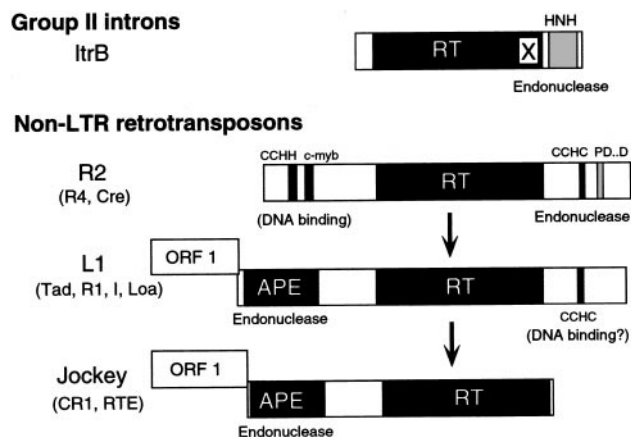 Group II introns
HNH
ltrB
RT
X
Endonuclease
Non-LTR retrotransposons
CCHH c-myb
CCHC PD..D
R2
RT
(R4, Cre)
(DNA binding)
Endonuclease
ORF 1
L1
APE
RT
(Tad, R1, I, Loa)
Endonuclease
CCHC
(DNA binding?)
ORF 1
Jockey
APE
RT
(CR1, RTE)
Endonuclease